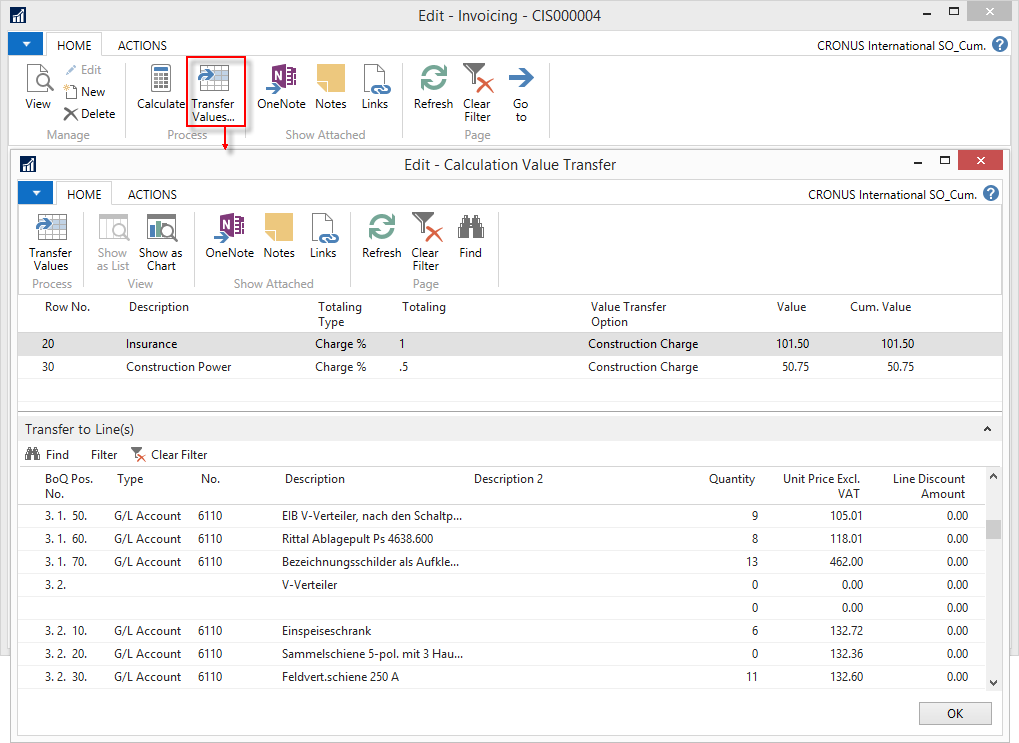 Edit - Invoicing - CIS000004
HOME ACTIONS CRONUS International SO_Cum. ?
View Edit New Delete Calculate Transfer Values... OneNote Notes Links Refresh Clear Filter Go to
Manage Process Show Attached Page
Edit - Calculation Value Transfer
HOME ACTIONS CRONUS International SO_Cum. ?
Transfer Values Show as List Show as Chart OneNote Notes Links Refresh Clear Filter Find
Process View Show Attached Page
Row No. Description Totaling Type Totaling Value Transfer Option Value Cum. Value
20 Insurance Charge % 1 Construction Charge 101.50 101.50
30 Construction Power Charge % .5 Construction Charge 50.75 50.75
Transfer to Line(s)
Find Filter Clear Filter
BoQ Pos. No. Type No. Description Description 2 Quantity Unit Price Excl. VAT Line Discount Amount
3. 1. 50. G/L Account 6110 EIB V-Verteiler, nach den Schaltp... 9 105.01 0.00
3. 1. 60. G/L Account 6110 Rittal Ablagepult Ps 4638.600 8 118.01 0.00
3. 1. 70. G/L Account 6110 Bezeichnungsschilder als Aufkle... 13 462.00 0.00
3. 2. V-Verteiler 0 0.00 0.00
0 0.00 0.00
3. 2. 10. G/L Account 6110 Einspeiseschrank 6 132.72 0.00
3. 2. 20. G/L Account 6110 Sammelschiene 5-pol. mit 3 Hau... 0 132.36 0.00
3. 2. 30. G/L Account 6110 Feldvert.schiene 250 A 11 132.60 0.00
OK